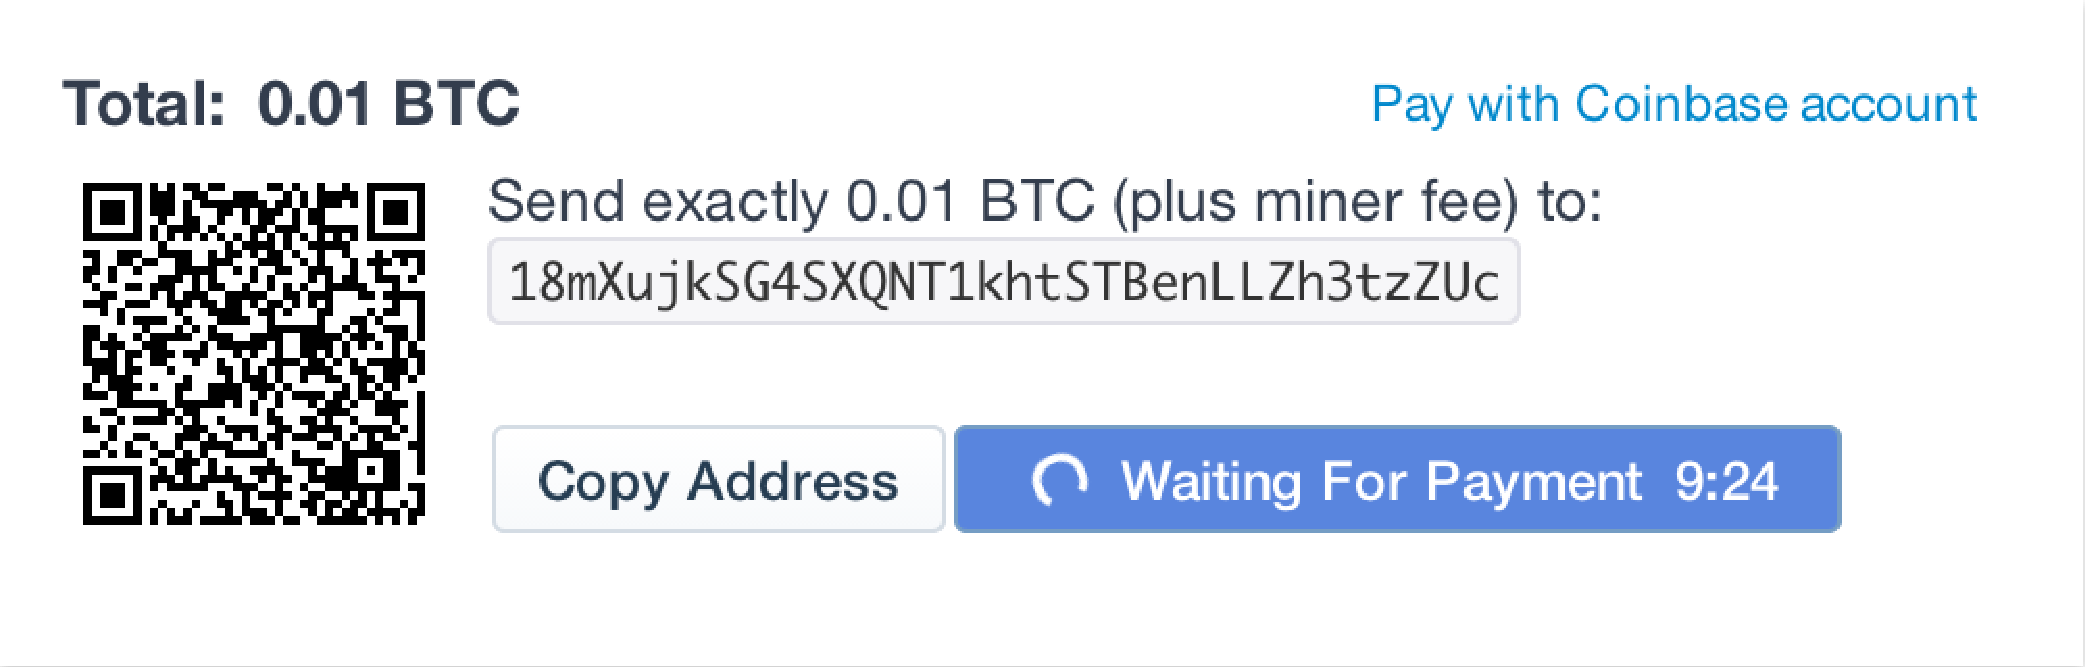 Total: 0.01 BTC
Pay with Coinbase account
Send exactly 0.01 BTC (plus miner fee) to:
18mXujkSG4SXQNT1khtSTBenLLZh3tzZUc
Copy Address
Waiting For Payment 9:24